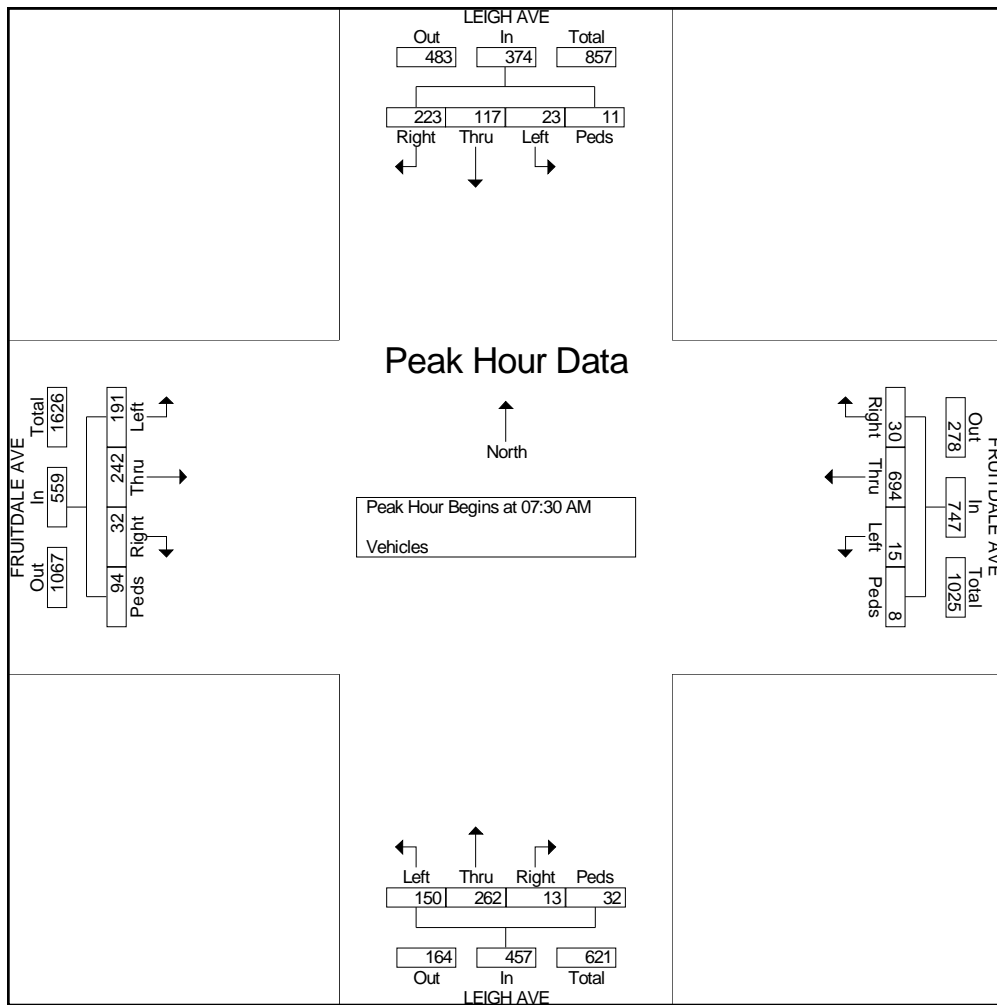 LEIGH AVE
Out In Total
483 374 857
223 117 23 11
Right Thru Left Peds
Peak Hour Data
North
Peak Hour Begins at 07:30 AM
Vehicles
FRUITDALE AVE
Out In Total
1067 559 1626
Left Thru Right Peds
191 242 32 94
FRUITDALE AVE
Out In Total
278 747 1025
Right Thru Left Peds
30 694 15 8
Left Thru Right Peds
150 262 13 32
164 457 621
Out In Total
LEIGH AVE